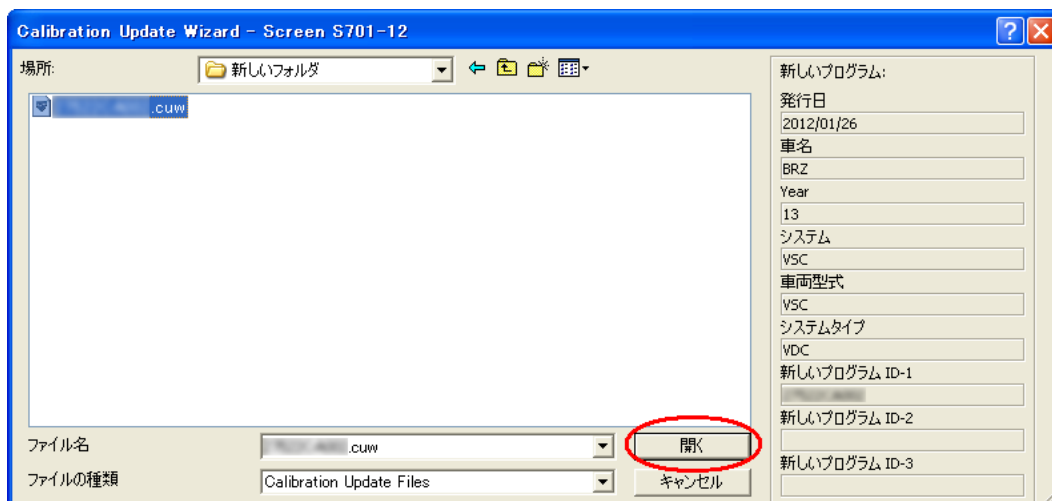 Calibration Update Wizard - Screen S701-12
場所:
新しいフォルダ
.cuw
ファイル名
.cuw
開く
ファイルの種類
Calibration Update Files
キャンセル
新しいプログラム:
発行日
2012/01/26
車名
BRZ
Year
13
システム
VSC
車両型式
VSC
システムタイプ
VDC
新しいプログラム ID-1
新しいプログラム ID-2
新しいプログラム ID-3